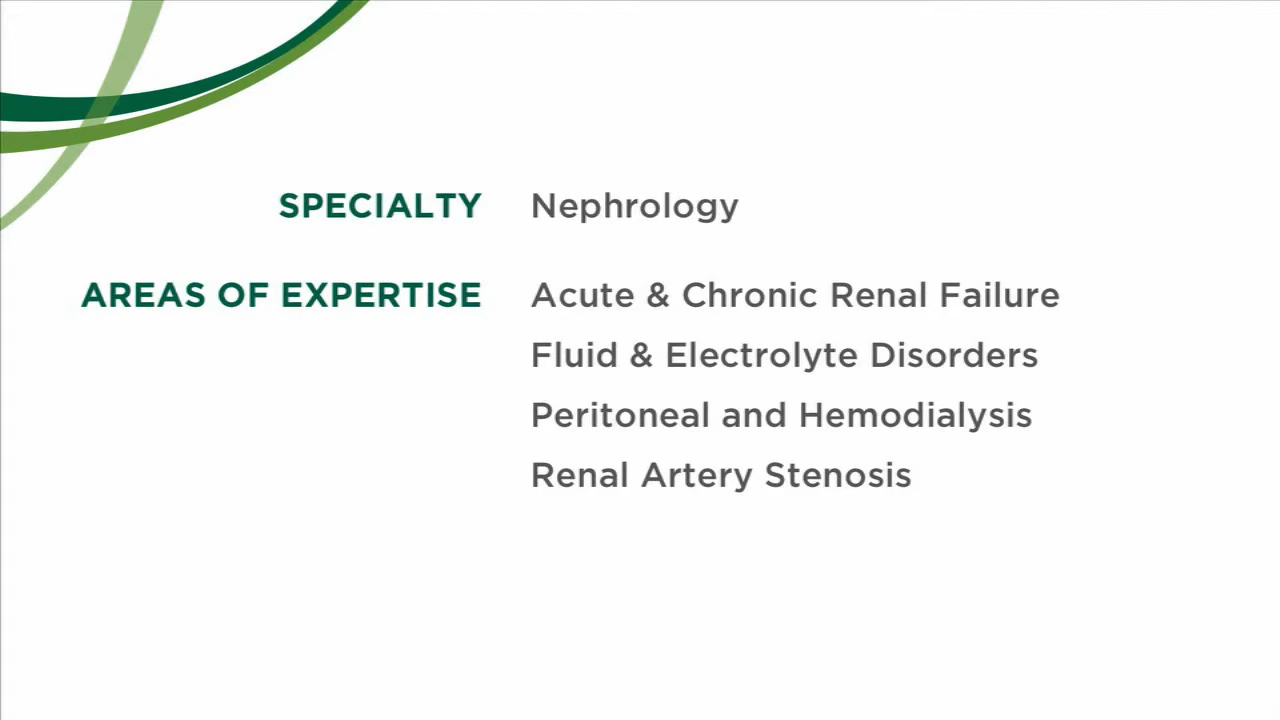 SPECIALTY Nephrology
AREAS OF EXPERTISE Acute & Chronic Renal Failure
Fluid & Electrolyte Disorders
Peritoneal and Hemodialysis
Renal Artery Stenosis